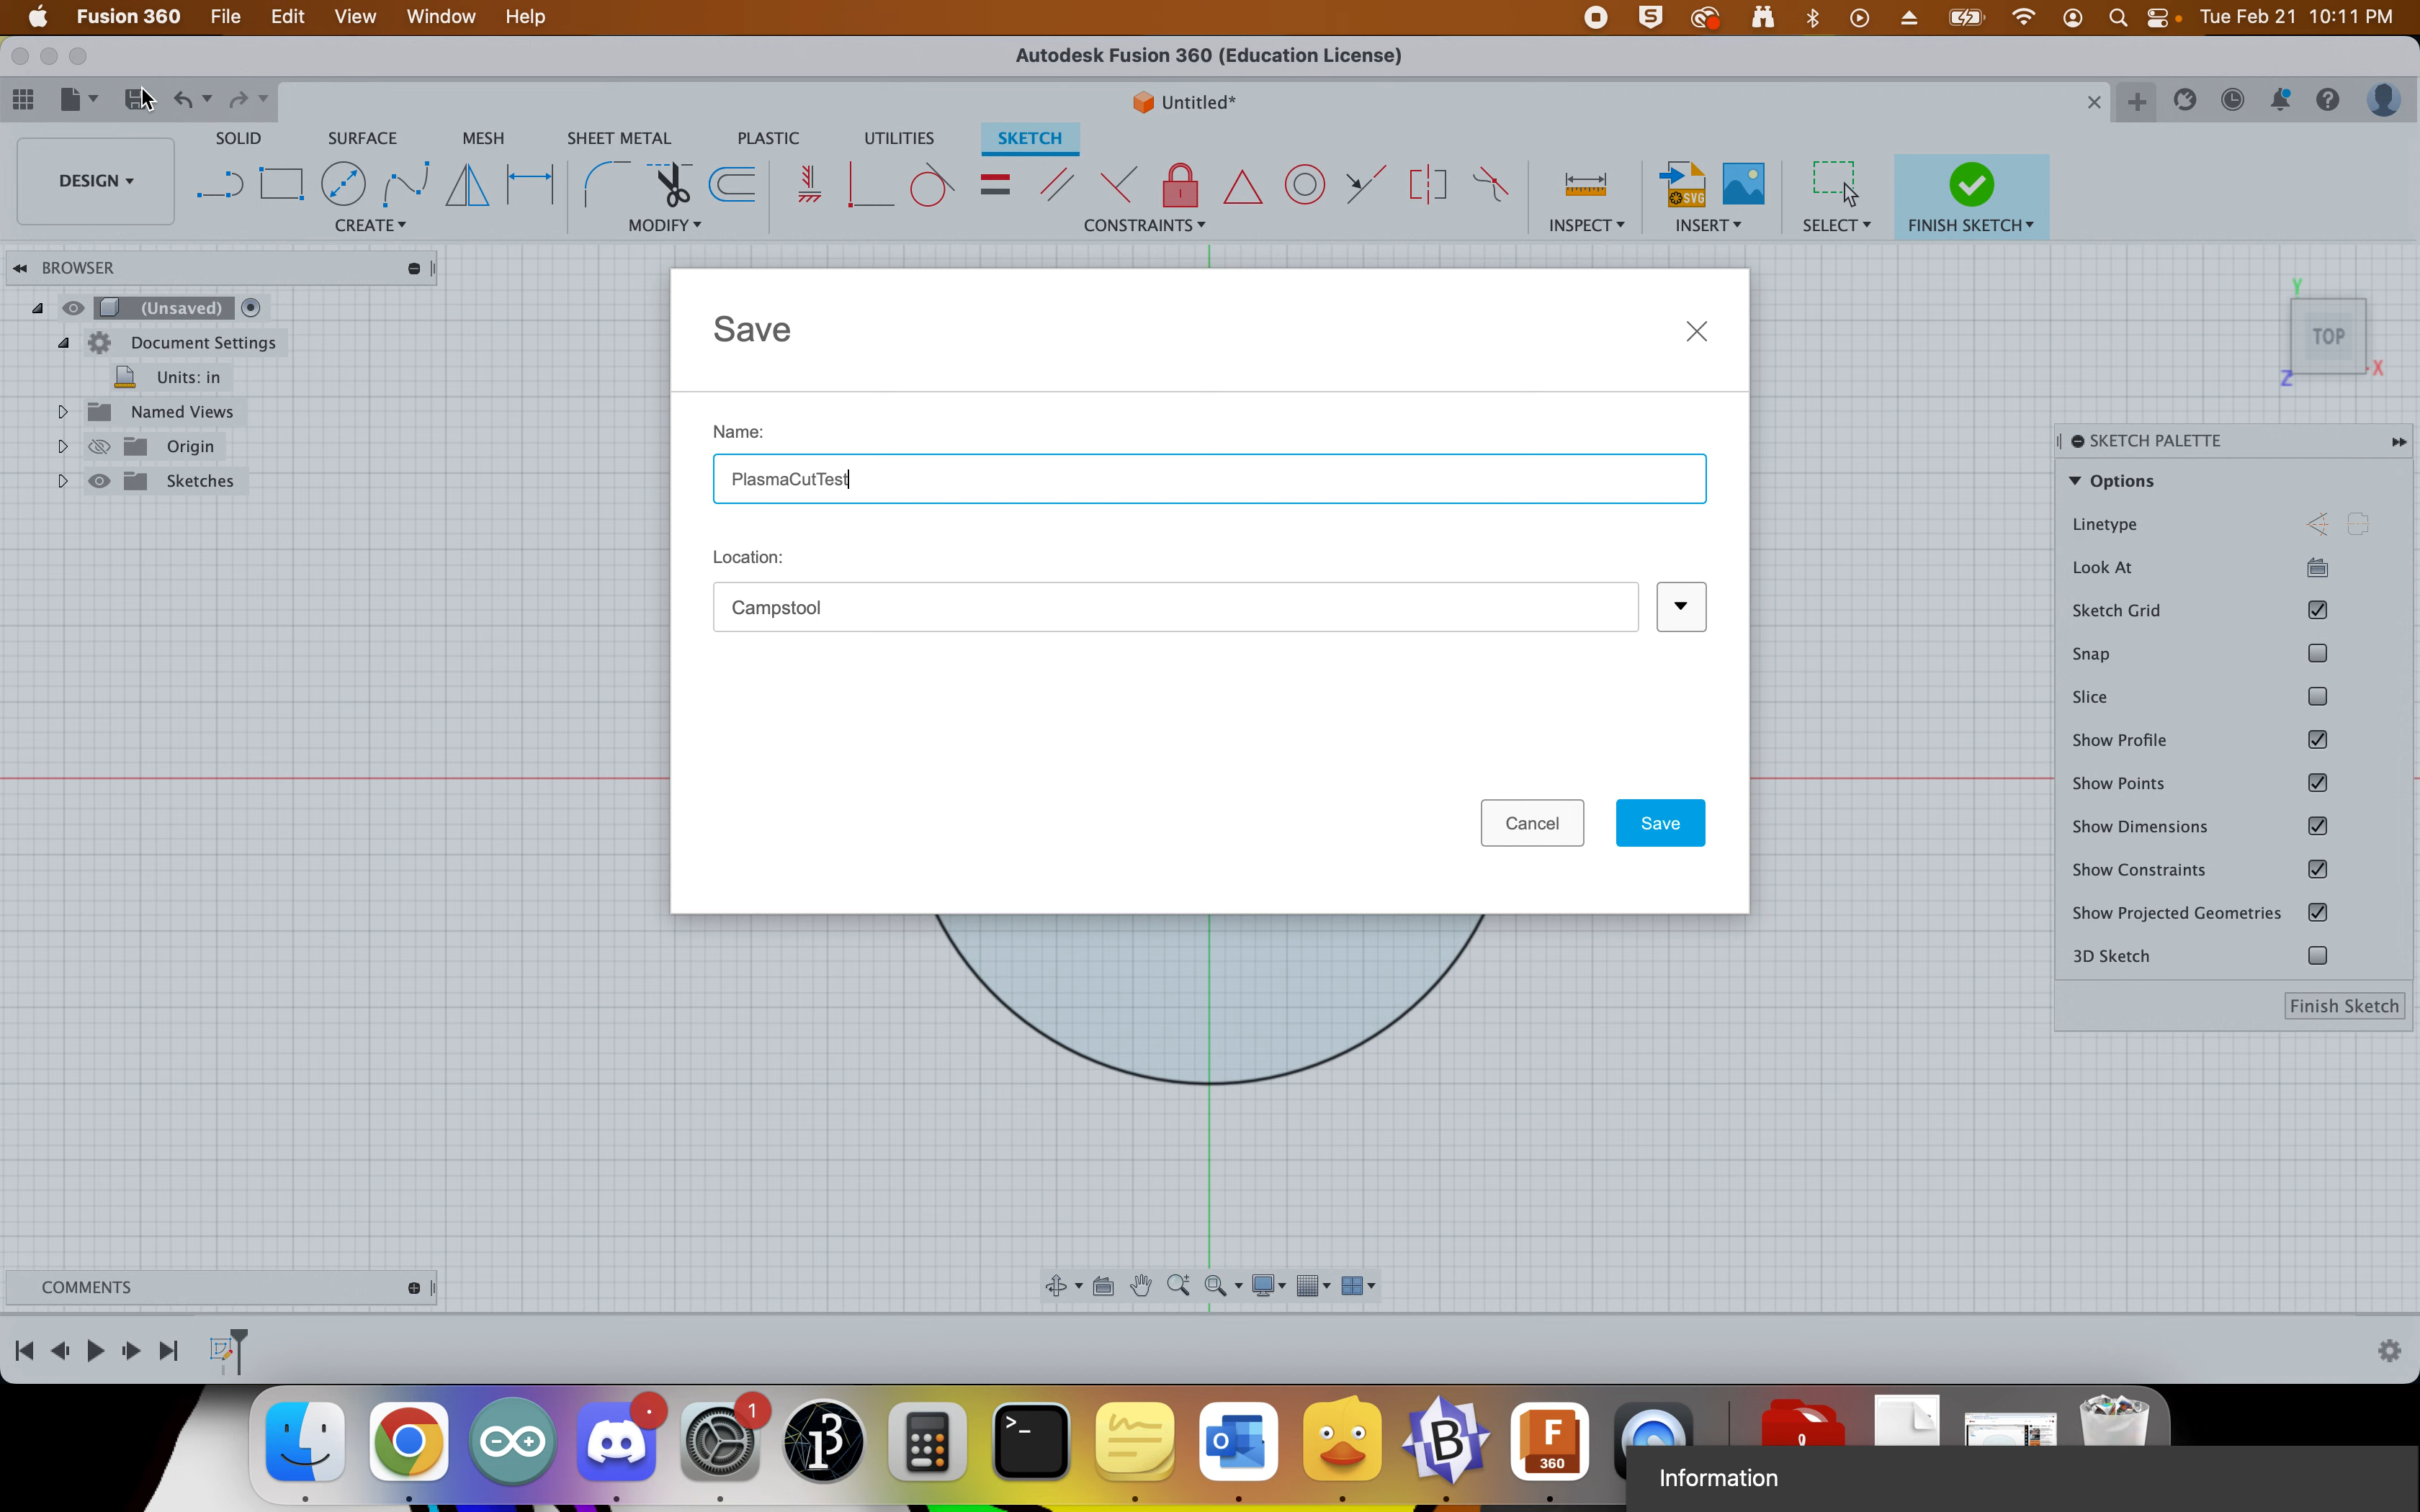 Fusion 360 File Edit View Window Help Tue Feb 21 10:11 PM
Autodesk Fusion 360 (Education License)
Untitled*
SOLID SURFACE MESH SHEET METAL PLASTIC UTILITIES SKETCH
DESIGN
SVG
CREATE MODIFY CONSTRAINTS INSPECT INSERT SELECT FINISH SKETCH
BROWSER
(Unsaved)
Document Settings
Units: in
Named Views
Origin
Sketches
Save
Name:
PlasmaCutTest
Location:
Campstool
Cancel Save
Y
TOP
X
Z
SKETCH PALETTE
Options
Linetype
Look At
Sketch Grid
Snap
Slice
Show Profile
Show Points
Show Dimensions
Show Constraints
Show Projected Geometries
3D Sketch
Finish Sketch
COMMENTS
1
B
F
360
Information